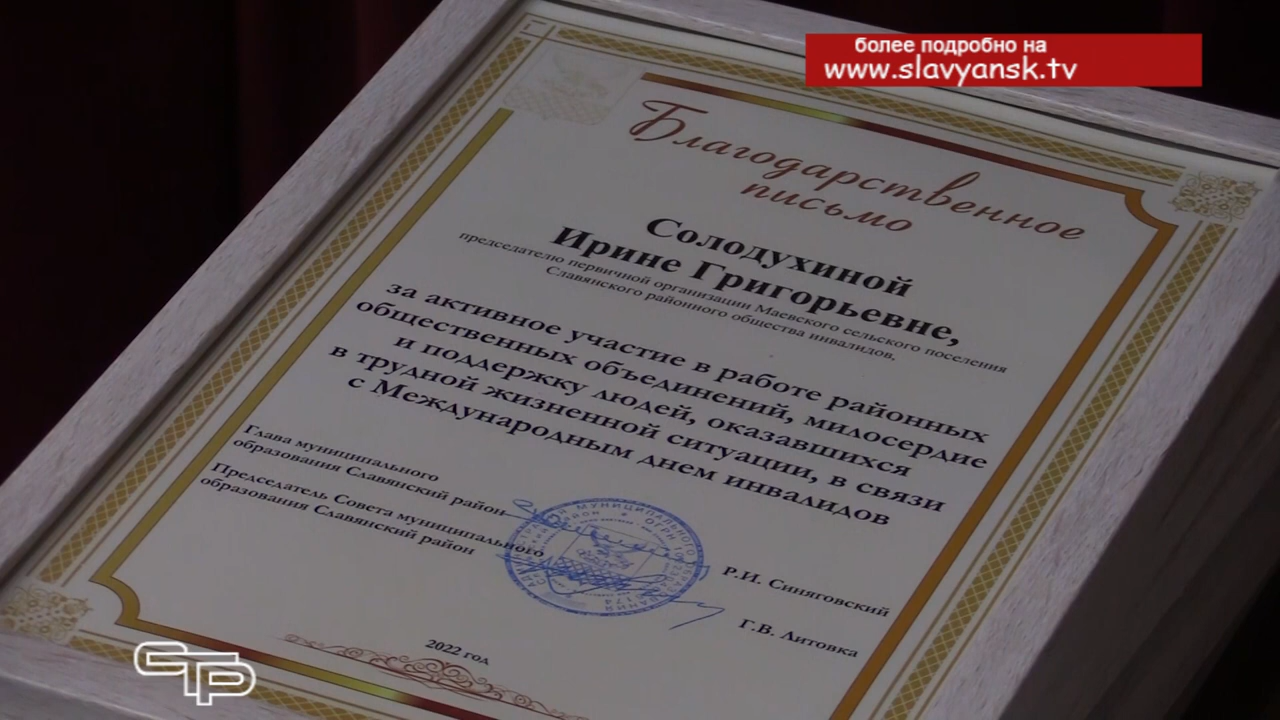 более подробно на
www.slavyansk.tv
Благодарственное
письмо
Солодухиной
Ирине Григорьевне,
председателю первичной организации Маевского сельского поселения
Славянского районного общества инвалидов.
за активное участие в работе районных
общественных объединений, милосердие
и поддержку людей, оказавшихся
в трудной жизненной ситуации, в связи
с Международным днем инвалидов
Глава муниципального
образования Славянский район
Р.И. Синяговский
Председатель Совета муниципального
образования Славянский район
Г.В. Литовка
2022 год
СТР